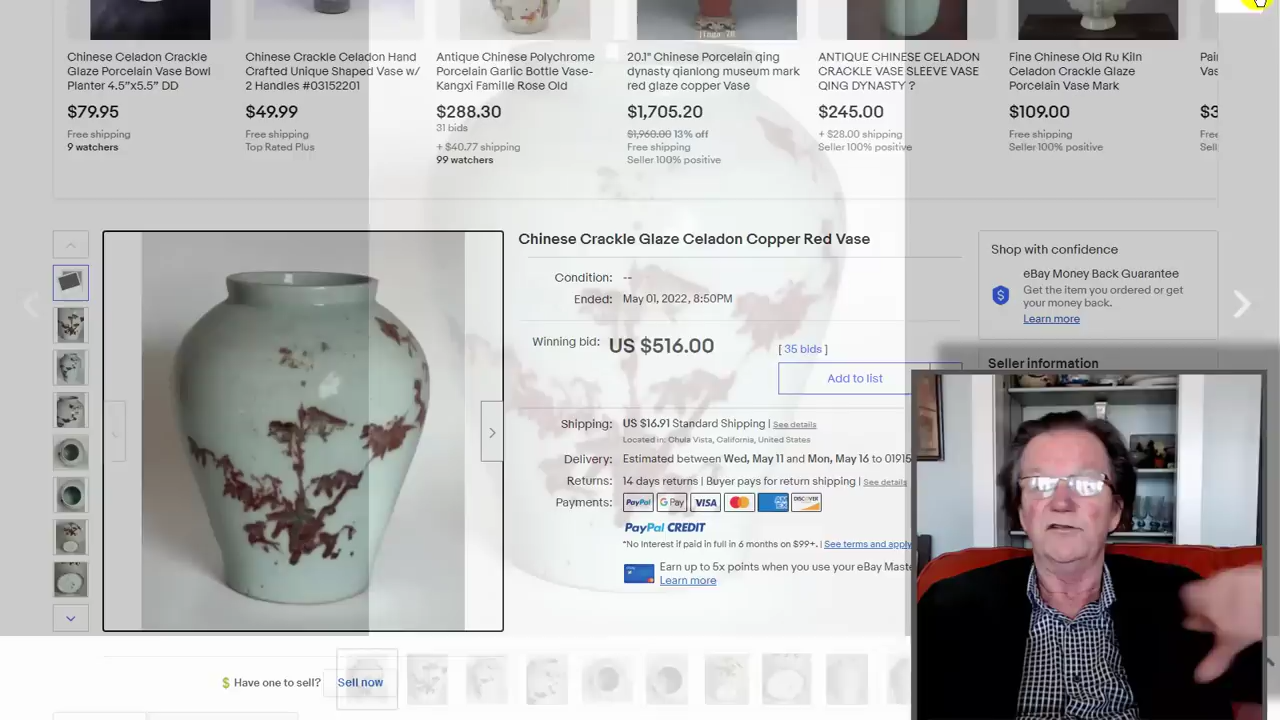 Chinese Celadon Crackle
Glaze Porcelain Vase Bowl
Planter 4.5"x5.5" DD
$79.95
Free shipping
9 watchers
Chinese Crackle Celadon Hand
Crafted Unique Shaped Vase w/
2 Handles #03152201
$49.99
Free shipping
Top Rated Plus
Antique Chinese Polychrome
Porcelain Garlic Bottle Vase-
Kangxi Familie Rose Old
$288.30
31 bids
+ $40.77 shipping
99 watchers
20.1" Chinese Porcelain qing
dynasty qianlong museum mark
red glaze copper Vase
$1,705.20
$1,960.00 13% off
Free shipping
Seller 100% positive
ANTIQUE CHINESE CELADON
CRACKLE VASE SLEEVE VASE
QING DYNASTY ?
$245.00
+ $28.00 shipping
Seller 100% positive
Fine Chinese Old Ru Kiln
Celadon Crackle Glaze
Porcelain Vase Mark
$109.00
Free shipping
Seller 100% positive
Pai
Vas
$3
Free
Sell
Chinese Crackle Glaze Celadon Copper Red Vase
Condition: --
Ended: May 01, 2022, 8:50PM
Winning bid: US $516.00 [ 35 bids ]
Add to list
Shipping: US $16.91 Standard Shipping | See details
Located in: Chula Vista, California, United States
Delivery: Estimated between Wed, May 11 and Mon, May 16 to 01915
Returns: 14 days returns | Buyer pays for return shipping | See details
Payments: PayPal G Pay VISA DISCOVER
PayPal CREDIT
*No Interest if paid in full in 6 months on $99+. | See terms and apply
Earn up to 5x points when you use your eBay Maste
Learn more
Shop with confidence
eBay Money Back Guarantee
Get the item you ordered or get
your money back.
Learn more
Seller information
$ Have one to sell? Sell now